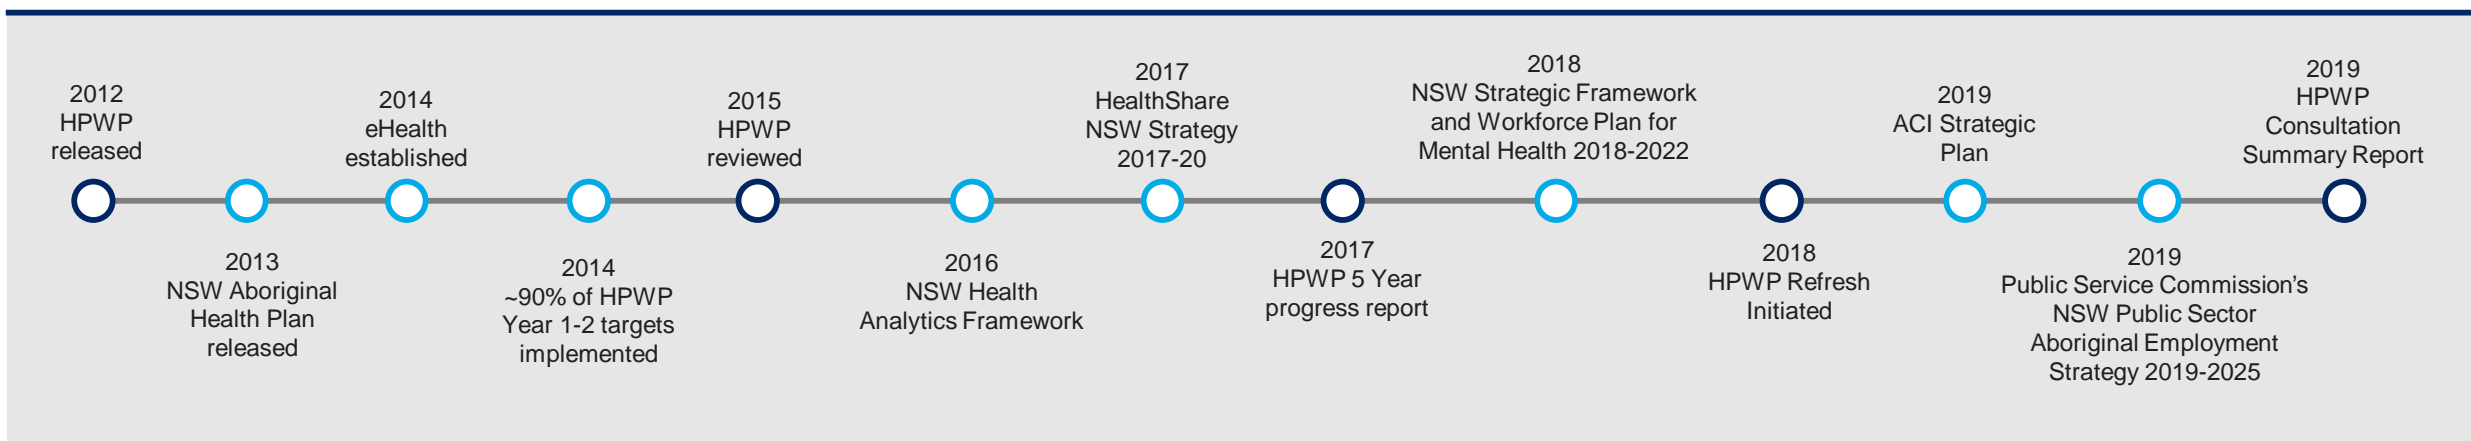 2012
HPWP
released
2013
NSW Aboriginal
Health Plan
released
2014
eHealth
established
2014
~90% of HPWP
Year 1-2 targets
implemented
2015
HPWP
reviewed
2016
NSW Health
Analytics Framework
2017
HealthShare
NSW Strategy
2017-20
2017
HPWP 5 Year
progress report
2018
NSW Strategic Framework
and Workforce Plan for
Mental Health 2018-2022
2018
HPWP Refresh
Initiated
2019
ACI Strategic
Plan
2019
Public Service Commission’s
NSW Public Sector
Aboriginal Employment
Strategy 2019-2025
2019
HPWP
Consultation
Summary Report